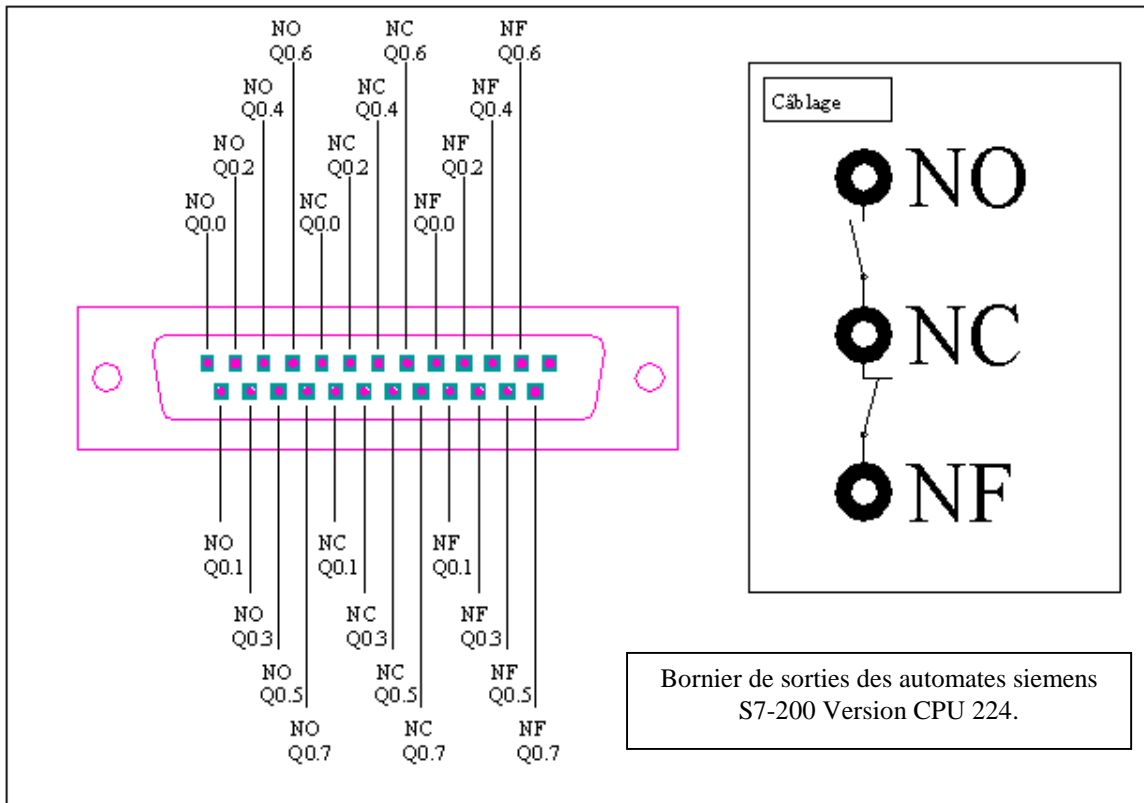 NO
Q0.6
NC
Q0.6
NF
Q0.6
NO
Q0.4
NC
Q0.4
NF
Q0.4
NO
Q0.2
NC
Q0.2
NF
Q0.2
NO
Q0.0
NC
Q0.0
NF
Q0.0
NO
Q0.1
NC
Q0.1
NF
Q0.1
NO
Q0.3
NC
Q0.3
NF
Q0.3
NO
Q0.5
NC
Q0.5
NF
Q0.5
NO
Q0.7
NC
Q0.7
NF
Q0.7
Câblage
NO
NC
NF
Bornier de sorties des automates siemens
S7-200 Version CPU 224.